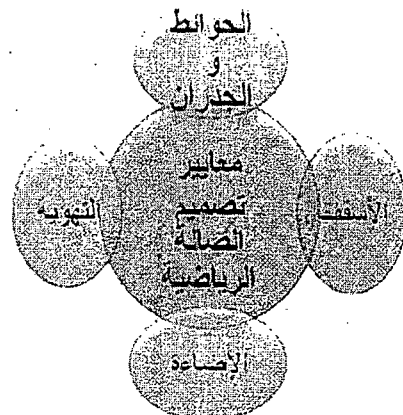 الحوائط
و
الجدران
معايير
تصميم
الصالة
الرياضية
التهوية
الأسقف
الإضاءة